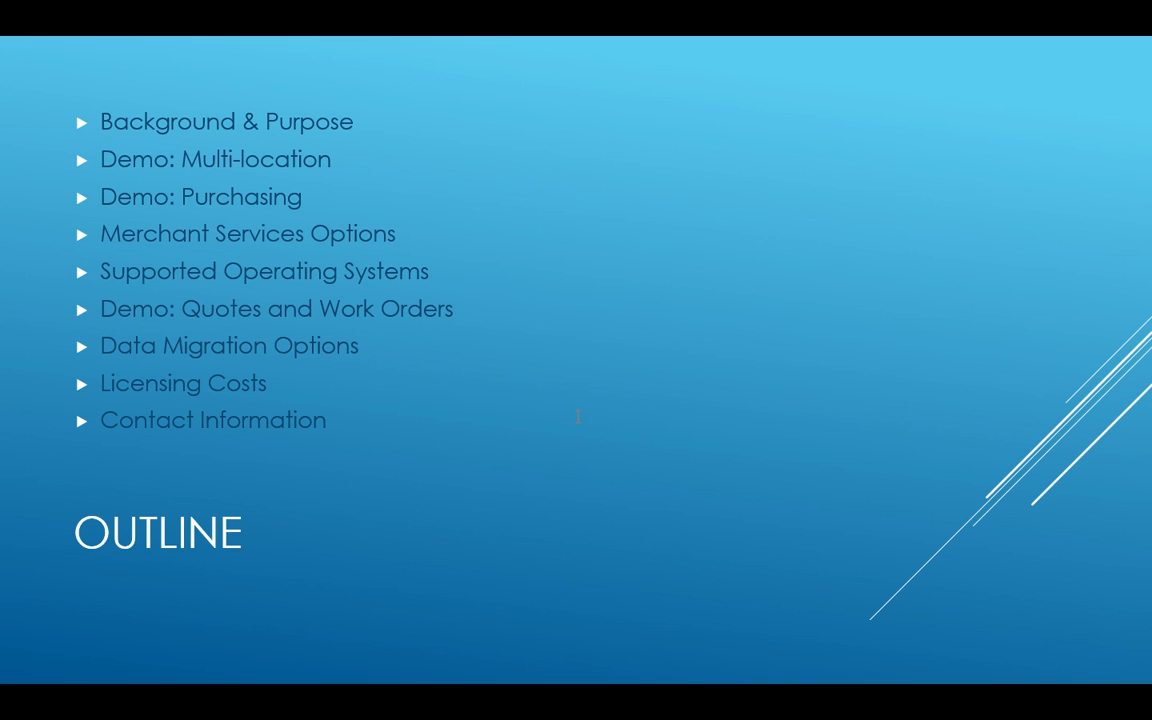 Background & Purpose
Demo: Multi-location
Demo: Purchasing
Merchant Services Options
Supported Operating Systems
Demo: Quotes and Work Orders
Data Migration Options
Licensing Costs
Contact Information
OUTLINE